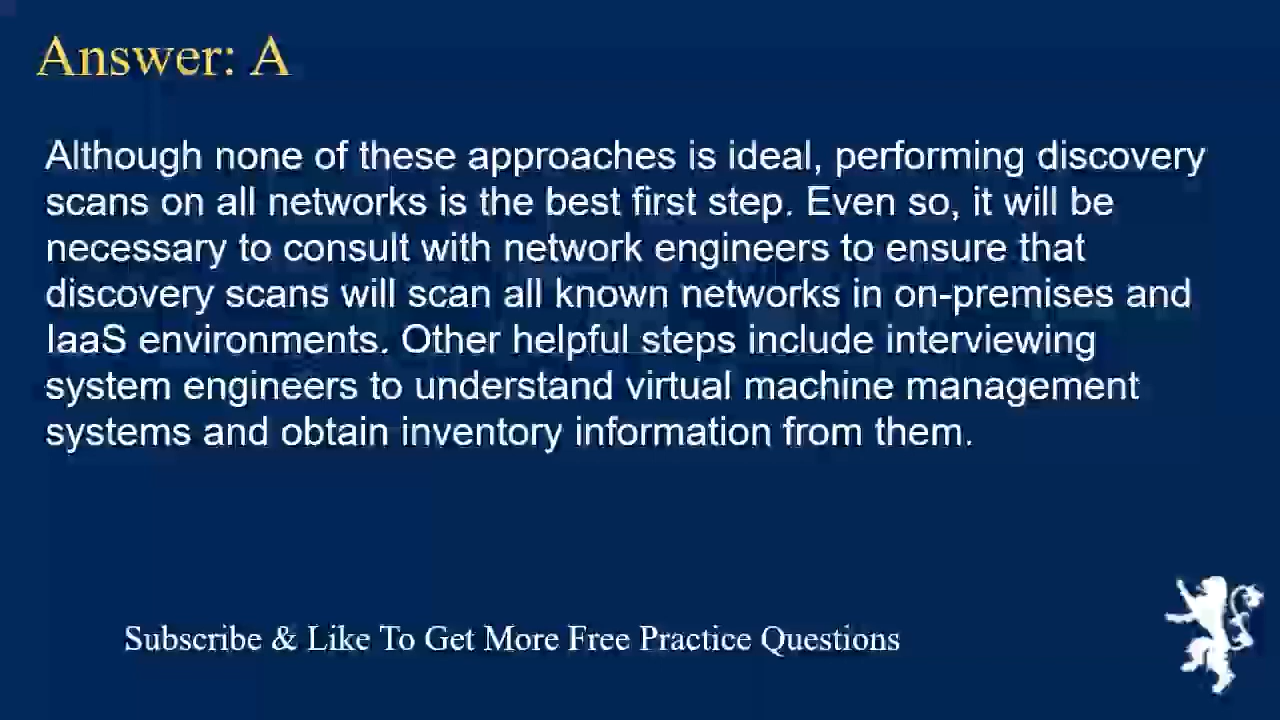 Answer: A
Although none of these approaches is ideal, performing discovery
scans on all networks is the best first step. Even so, it will be
necessary to consult with network engineers to ensure that
discovery scans will scan all known networks in on-premises and
IaaS environments. Other helpful steps include interviewing
system engineers to understand virtual machine management
systems and obtain inventory information from them.
Subscribe & Like To Get More Free Practice Questions